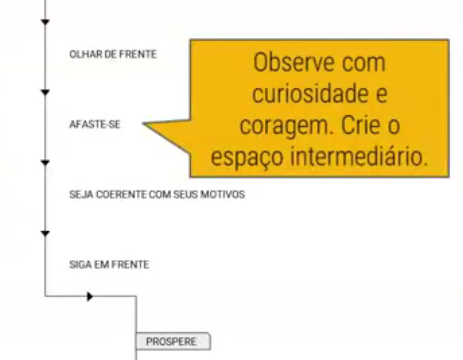 OLHAR DE FRENTE
Observe com
curiosidade e
coragem. Crie o
espaço intermediário.
AFASTE-SE
SEJA COERENTE COM SEUS MOTIVOS
SIGA EM FRENTE
PROSPERE